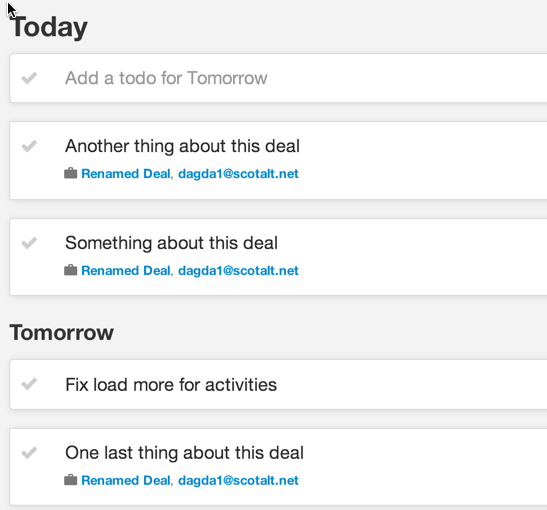 Today
Add a todo for Tomorrow
Another thing about this deal
Renamed Deal, dagda1@scotalt.net
Something about this deal
Renamed Deal, dagda1@scotalt.net
Tomorrow
Fix load more for activities
One last thing about this deal
Renamed Deal, dagda1@scotalt.net